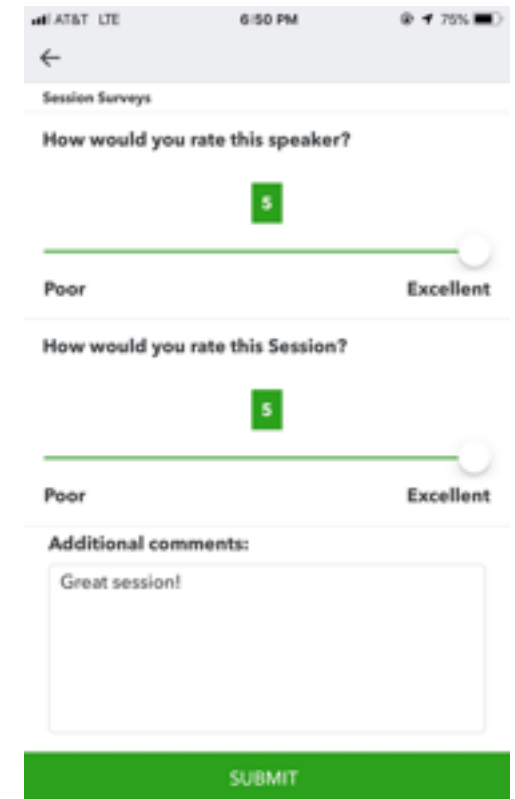 AT&T LTE 6:50 PM 75%
Session Surveys
How would you rate this speaker?
5
Poor Excellent
How would you rate this Session?
5
Poor Excellent
Additional comments:
Great session!
SUBMIT